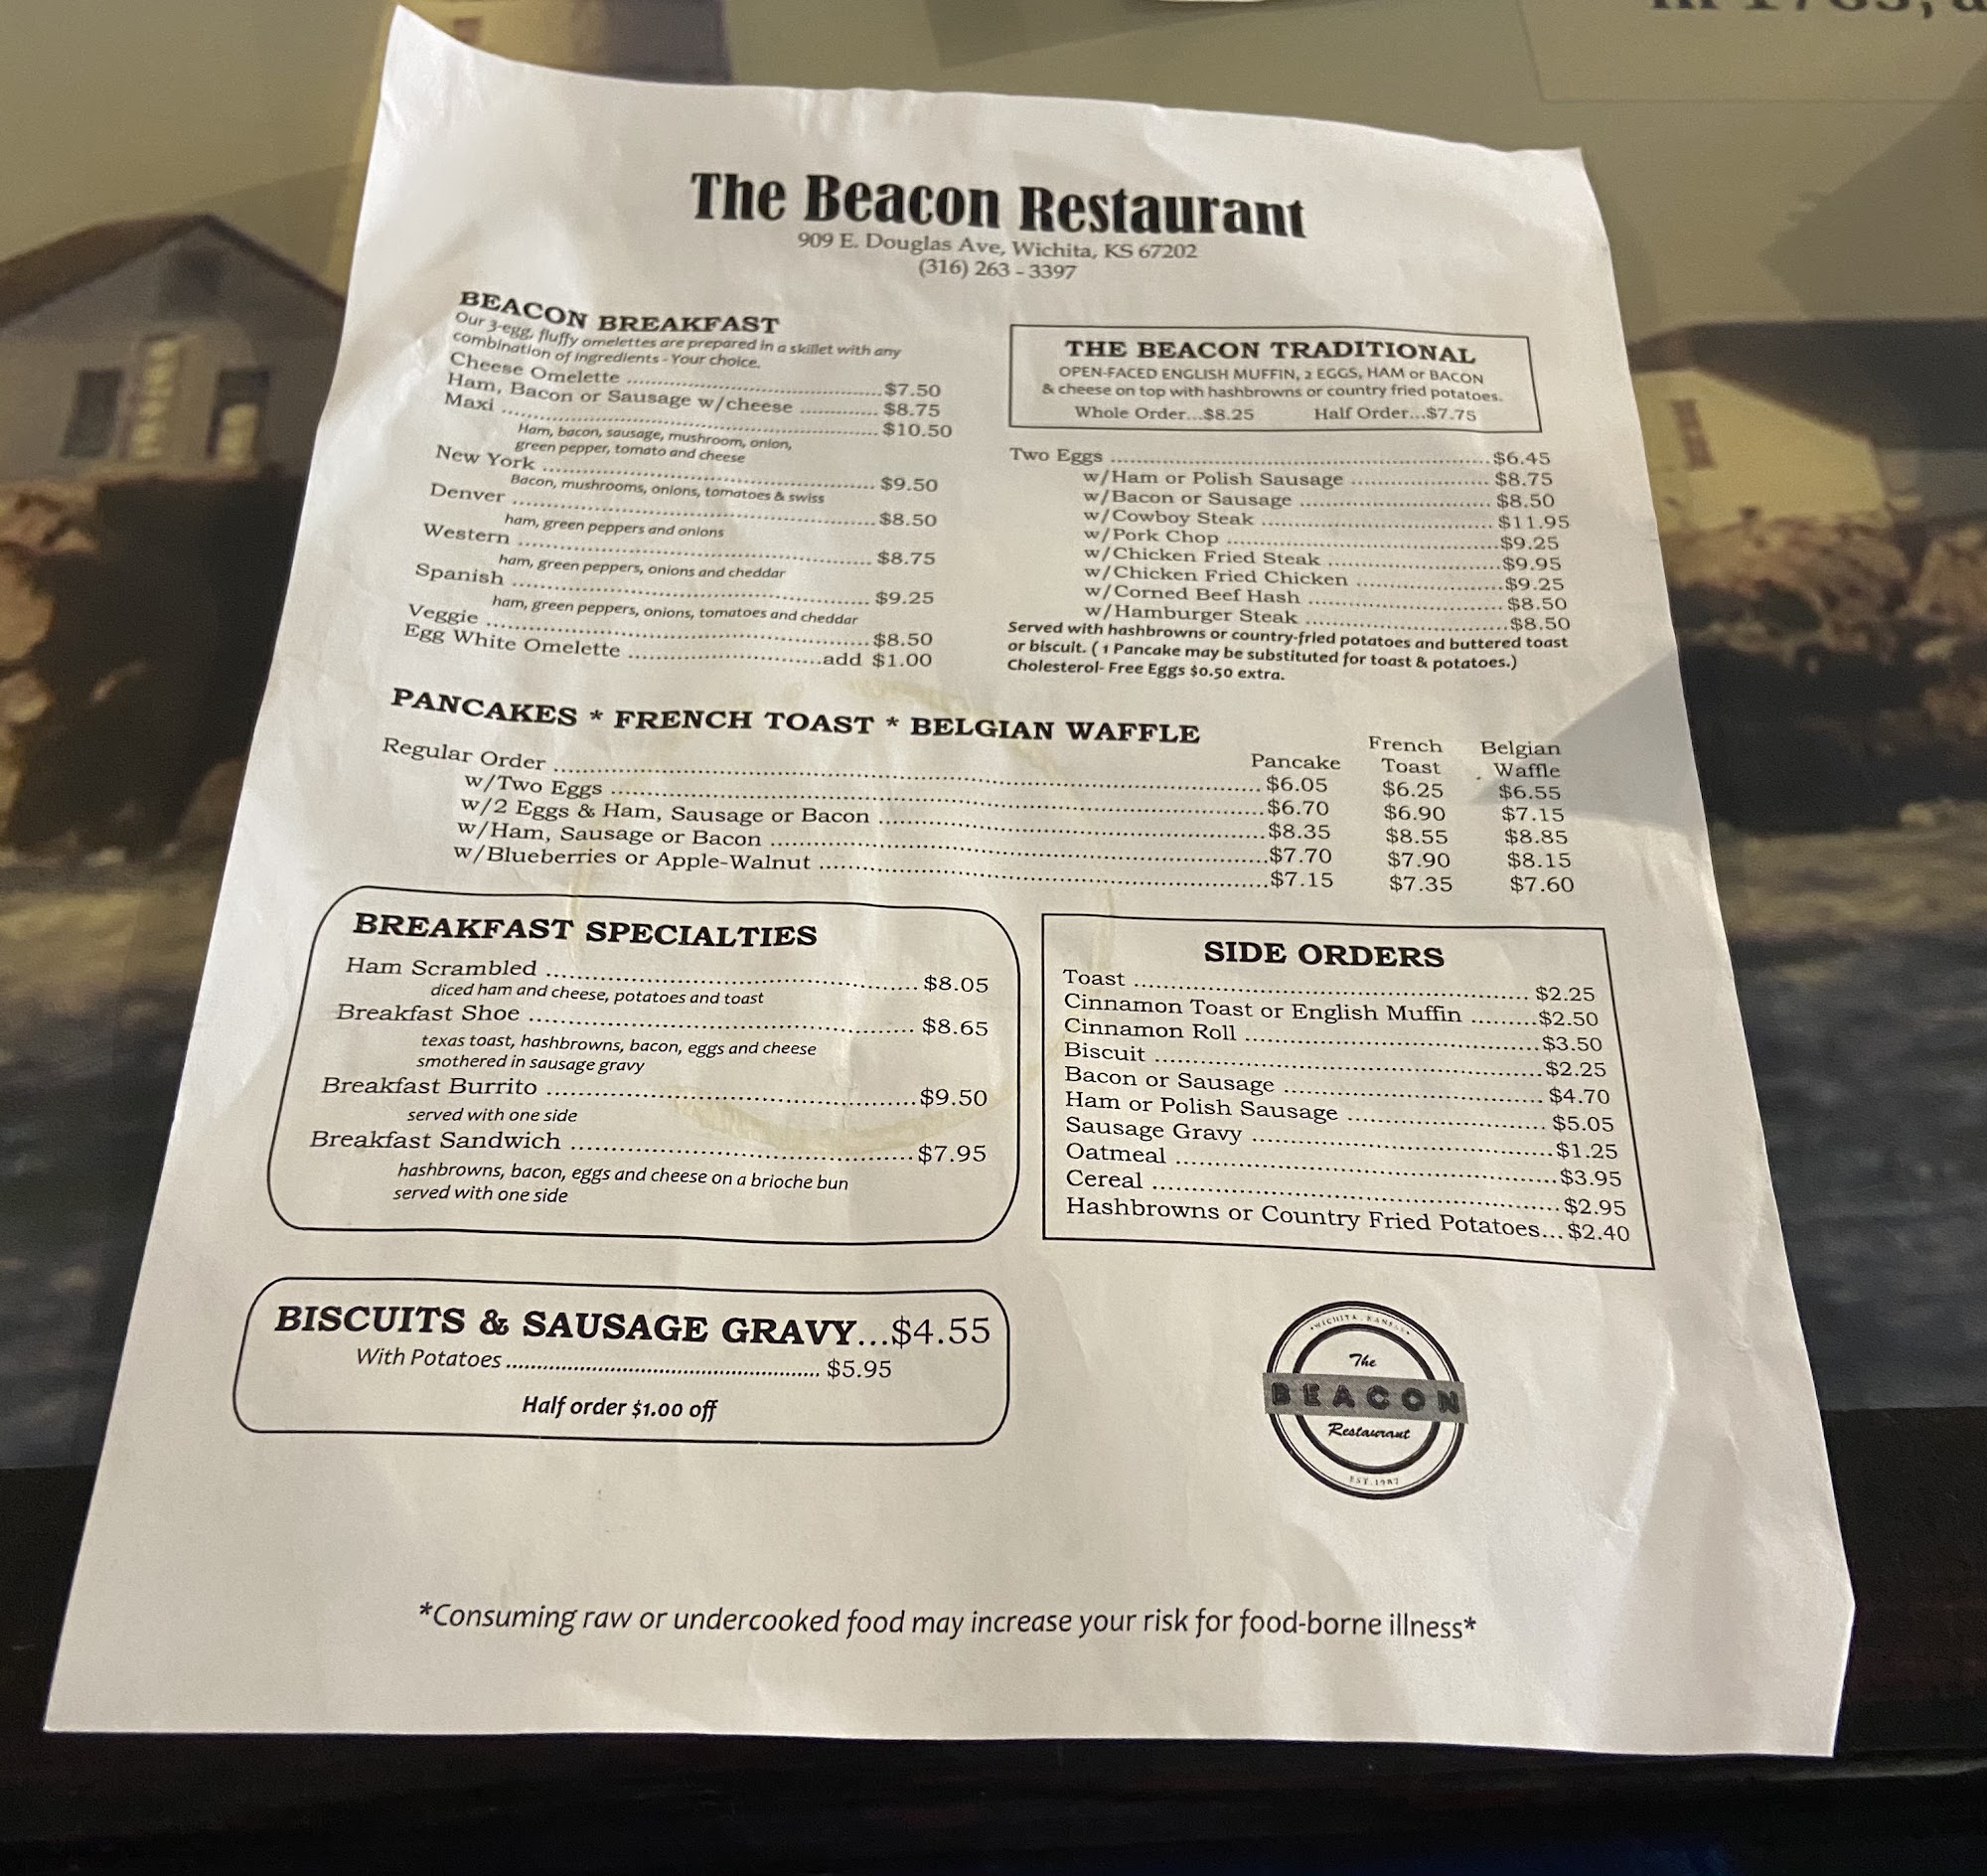 in 1783, a
The Beacon Restaurant
909 E. Douglas Ave, Wichita, KS 67202
(316) 263 - 3397
BEACON BREAKFAST
Our 3-egg, fluffy omelettes are prepared in a skillet with any
combination of ingredients - Your choice.
Cheese Omelette ........................................$7.50
Ham, Bacon or Sausage w/cheese ............ $8.75
Maxi ............................................................ $10.50
Ham, bacon, sausage, mushroom, onion,
green pepper, tomato and cheese
New York ..................................................... $9.50
Bacon, mushrooms, onions, tomatoes & swiss
Denver .........................................................$8.50
ham, green peppers and onions
Western ....................................................... $8.75
ham, green peppers, onions and cheddar
Spanish ....................................................... $9.25
ham, green peppers, onions, tomatoes and cheddar
Veggie ...........................................................$8.50
Egg White Omelette ..............................add $1.00
THE BEACON TRADITIONAL
OPEN-FACED ENGLISH MUFFIN, 2 EGGS, HAM or BACON
& cheese on top with hashbrowns or country fried potatoes.
Whole Order...$8.25 Half Order...$7.75
Two Eggs ............................................................$6.45
w/Ham or Polish Sausage ...................... $8.75
w/Bacon or Sausage ............................... $8.50
w/Cowboy Steak ..................................... $11.95
w/Pork Chop ...........................................$9.25
w/Chicken Fried Steak ............................$9.95
w/Chicken Fried Chicken .......................$9.25
w/Corned Beef Hash ............................... $8.50
w/Hamburger Steak ................................$8.50
Served with hashbrowns or country-fried potatoes and buttered toast
or biscuit. ( 1 Pancake may be substituted for toast & potatoes.)
Cholesterol- Free Eggs $0.50 extra.
PANCAKES * FRENCH TOAST * BELGIAN WAFFLE
Pancake French Toast Belgian Waffle
Regular Order ........................................ $6.05 $6.25 $6.55
w/Two Eggs ........................................ $6.70 $6.90 $7.15
w/2 Eggs & Ham, Sausage or Bacon ........................................ $8.35 $8.55 $8.85
w/Ham, Sausage or Bacon ........................................ $7.70 $7.90 $8.15
w/Blueberries or Apple-Walnut ........................................ $7.15 $7.35 $7.60
BREAKFAST SPECIALTIES
Ham Scrambled ........................................ $8.05
diced ham and cheese, potatoes and toast
Breakfast Shoe ........................................ $8.65
texas toast, hashbrowns, bacon, eggs and cheese
smothered in sausage gravy
Breakfast Burrito ........................................$9.50
served with one side
Breakfast Sandwich ........................................$7.95
hashbrowns, bacon, eggs and cheese on a brioche bun
served with one side
SIDE ORDERS
Toast ........................................ $2.25
Cinnamon Toast or English Muffin .........$2.50
Cinnamon Roll ........................................$3.50
Biscuit ........................................$2.25
Bacon or Sausage ........................................ $4.70
Ham or Polish Sausage .............................. $5.05
Sausage Gravy ........................................$1.25
Oatmeal ........................................$3.95
Cereal ........................................$2.95
Hashbrowns or Country Fried Potatoes...$2.40
BISCUITS & SAUSAGE GRAVY...$4.55
With Potatoes ........................................ $5.95
Half order $1.00 off
WICHITA, KANSAS
The
BEACON
Restaurant
EST. 1987
*Consuming raw or undercooked food may increase your risk for food-borne illness*